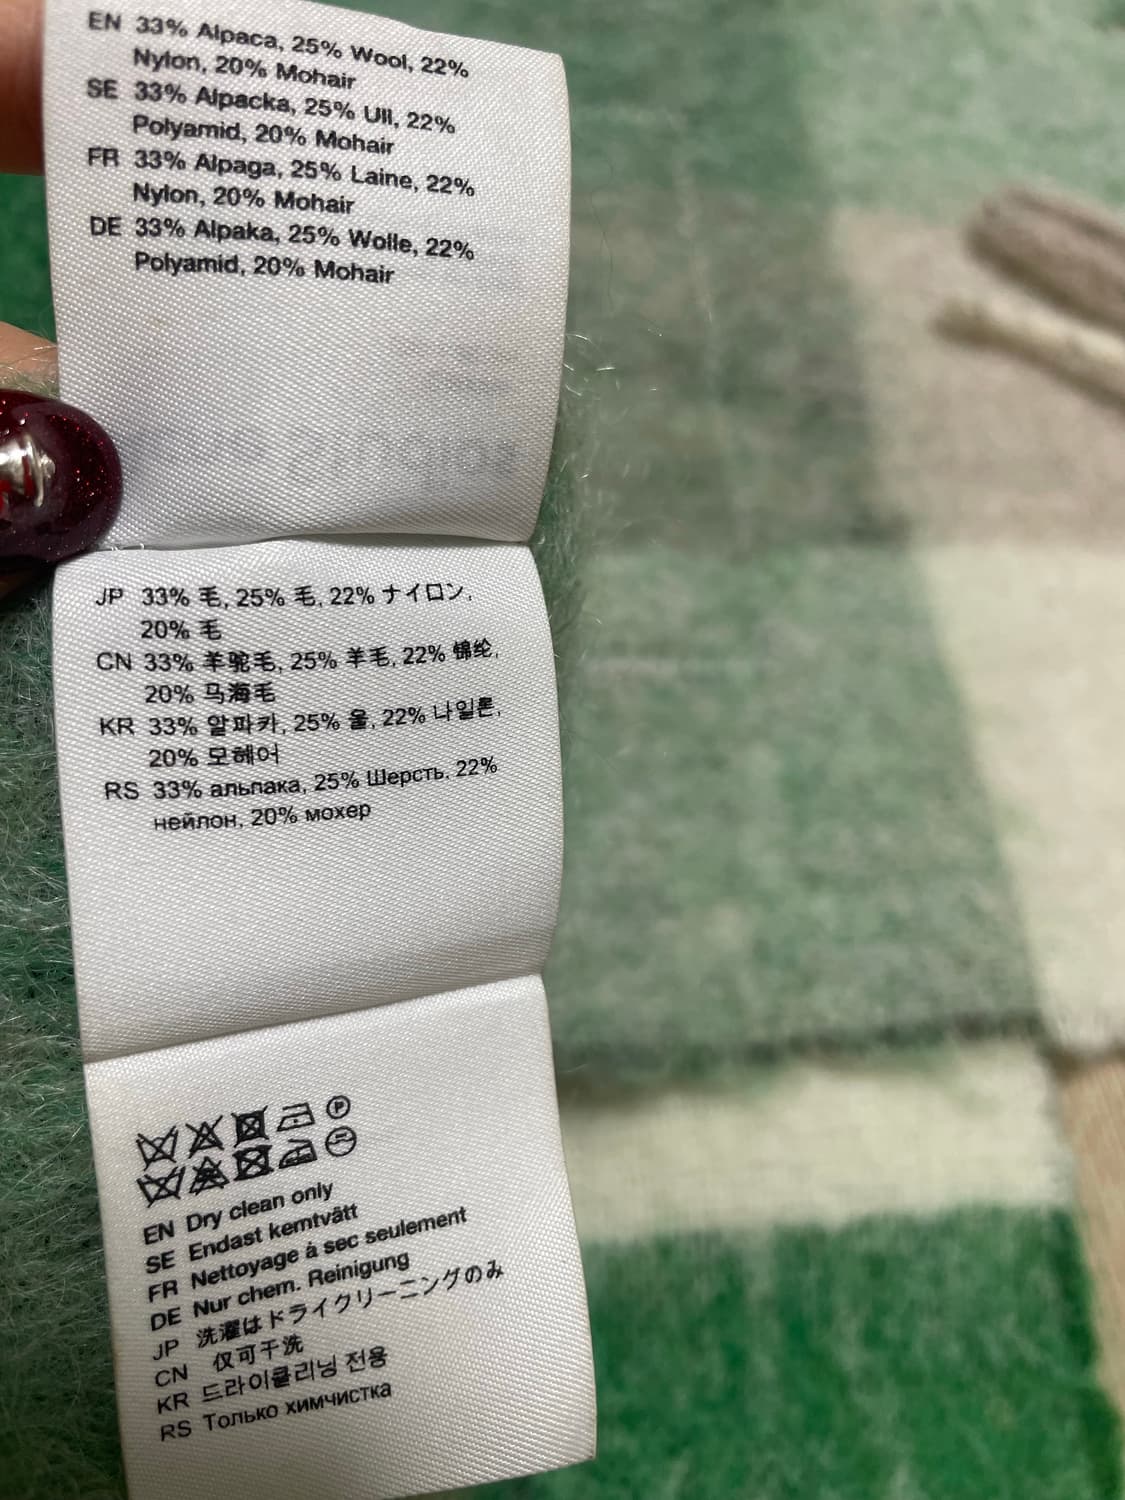 EN 33% Alpaca, 25% Wool, 22%
Nylon, 20% Mohair
SE 33% Alpacka, 25% Ull, 22%
Polyamid, 20% Mohair
FR 33% Alpaga, 25% Laine, 22%
Nylon, 20% Mohair
DE 33% Alpaka, 25% Wolle, 22%
Polyamid, 20% Mohair
JP 33% 毛, 25% 毛, 22% ナイロン,
20% 毛
CN 33% 羊驼毛, 25% 羊毛, 22% 锦纶,
20% 马海毛
KR 33% 알파카, 25% 울, 22% 나일론,
20% 모헤어
RS 33% альпака, 25% Шерсть, 22%
нейлон, 20% мохер
P
EN Dry clean only
SE Endast kemtvätt
FR Nettoyage à sec seulement
DE Nur chem. Reinigung
JP 洗濯はドライクリーニングのみ
CN 仅可干洗
KR 드라이클리닝 전용
RS Только химчистка